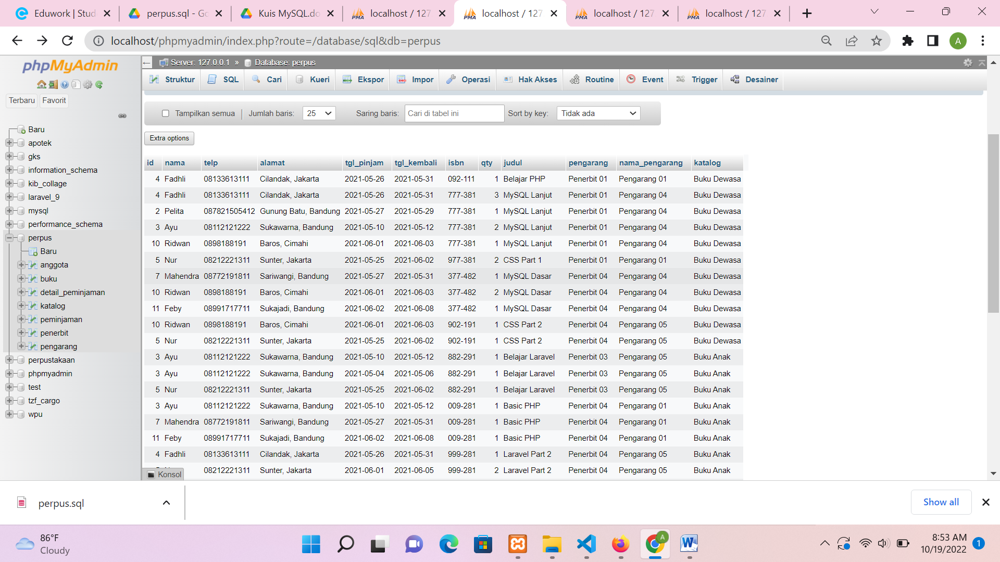 Eduwork | Stud
perpus.sql - Go
Kuis MySQL.do
localhost / 127
localhost / 127
localhost / 127
localhost / 127
localhost/phpmyadmin/index.php?route=/database/sql&db=perpus
A
phpMyAdmin
Terbaru Favorit
Baru
apotek
gks
information_schema
kib_collage
laravel_9
mysql
performance_schema
perpus
Baru
anggota
buku
detail_peminjaman
katalog
peminjaman
penerbit
pengarang
perpustakaan
phpmyadmin
test
tzf_cargo
wpu
Server: 127.0.0.1 » Database: perpus
Struktur SQL Cari Kueri Ekspor Impor Operasi Hak Akses Routine Event Trigger Desainer
Tampilkan semua Jumlah baris: 25 Saring baris: Cari di tabel ini Sort by key: Tidak ada
Extra options
id nama telp alamat tgl_pinjam tgl_kembali isbn qty judul pengarang nama_pengarang katalog
4 Fadhli 08133613111 Cilandak, Jakarta 2021-05-26 2021-05-31 092-111 1 Belajar PHP Penerbit 01 Pengarang 01 Buku Dewasa
4 Fadhli 08133613111 Cilandak, Jakarta 2021-05-26 2021-05-31 777-381 3 MySQL Lanjut Penerbit 01 Pengarang 04 Buku Dewasa
2 Pelita 087821505412 Gunung Batu, Bandung 2021-05-27 2021-05-29 777-381 1 MySQL Lanjut Penerbit 01 Pengarang 04 Buku Dewasa
3 Ayu 08112121222 Sukawarna, Bandung 2021-05-10 2021-05-12 777-381 2 MySQL Lanjut Penerbit 01 Pengarang 04 Buku Dewasa
10 Ridwan 0898188191 Baros, Cimahi 2021-06-01 2021-06-03 777-381 1 MySQL Lanjut Penerbit 01 Pengarang 04 Buku Dewasa
5 Nur 08212221311 Sunter, Jakarta 2021-05-25 2021-06-02 977-381 2 CSS Part 1 Penerbit 01 Pengarang 01 Buku Dewasa
7 Mahendra 08772191811 Sariwangi, Bandung 2021-05-27 2021-05-31 377-482 1 MySQL Dasar Penerbit 04 Pengarang 04 Buku Dewasa
10 Ridwan 0898188191 Baros, Cimahi 2021-06-01 2021-06-03 377-482 2 MySQL Dasar Penerbit 04 Pengarang 04 Buku Dewasa
11 Feby 08991717711 Sukajadi, Bandung 2021-06-02 2021-06-08 377-482 1 MySQL Dasar Penerbit 04 Pengarang 04 Buku Dewasa
10 Ridwan 0898188191 Baros, Cimahi 2021-06-01 2021-06-03 902-191 1 CSS Part 2 Penerbit 04 Pengarang 05 Buku Dewasa
5 Nur 08212221311 Sunter, Jakarta 2021-05-25 2021-06-02 902-191 1 CSS Part 2 Penerbit 04 Pengarang 05 Buku Dewasa
3 Ayu 08112121222 Sukawarna, Bandung 2021-05-10 2021-05-12 882-291 1 Belajar Laravel Penerbit 03 Pengarang 05 Buku Anak
3 Ayu 08112121222 Sukawarna, Bandung 2021-05-04 2021-05-06 882-291 1 Belajar Laravel Penerbit 03 Pengarang 05 Buku Anak
5 Nur 08212221311 Sunter, Jakarta 2021-05-25 2021-06-02 882-291 1 Belajar Laravel Penerbit 03 Pengarang 05 Buku Anak
3 Ayu 08112121222 Sukawarna, Bandung 2021-05-10 2021-05-12 009-281 1 Basic PHP Penerbit 04 Pengarang 01 Buku Anak
7 Mahendra 08772191811 Sariwangi, Bandung 2021-05-27 2021-05-31 009-281 1 Basic PHP Penerbit 04 Pengarang 01 Buku Anak
11 Feby 08991717711 Sukajadi, Bandung 2021-06-02 2021-06-08 009-281 1 Basic PHP Penerbit 04 Pengarang 01 Buku Anak
4 Fadhli 08133613111 Cilandak, Jakarta 2021-05-26 2021-05-31 999-281 1 Laravel Part 2 Penerbit 04 Pengarang 05 Buku Anak
08212221311 Sunter, Jakarta 2021-06-01 2021-06-05 999-281 2 Laravel Part 2 Penerbit 04 Pengarang 05 Buku Anak
Konsol
perpus.sql
Show all
86°F
Cloudy
A
8:53 AM
10/19/2022
1